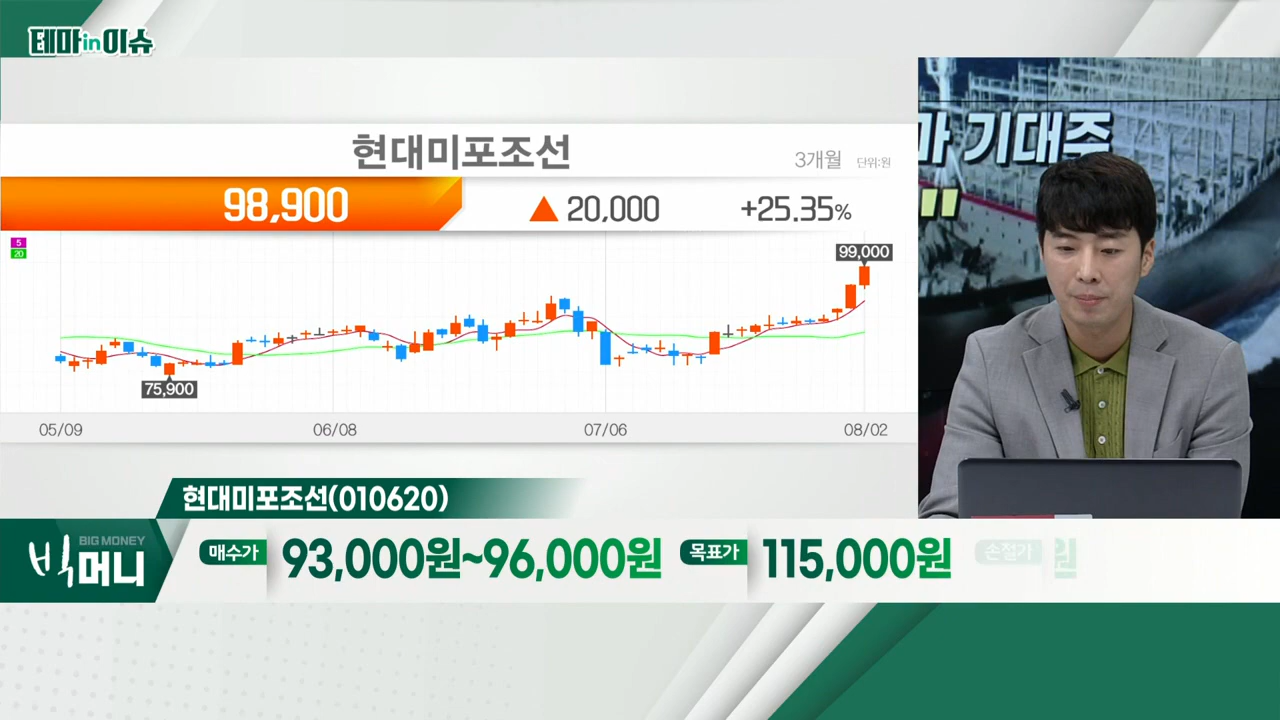 테마in이슈
마 기대주
"
현대미포조선
3개월 단위:원
98,900 ▲ 20,000 +25.35%
5
20
99,000
75,900
05/09 06/08 07/06 08/02
현대미포조선(010620)
BIG MONEY
빅머니
매수가 93,000원~96,000원 목표가 115,000원 손절가 원